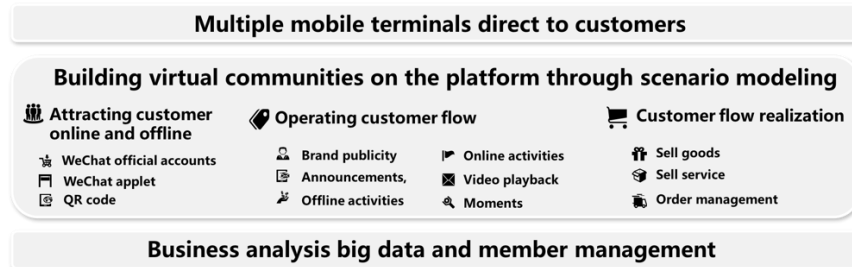 Multiple mobile terminals direct to customers
Building virtual communities on the platform through scenario modeling
Attracting customer
online and offline
WeChat official accounts
WeChat applet
QR code
Operating customer flow
Brand publicity
Announcements,
Offline activities
Online activities
Video playback
Moments
Customer flow realization
Sell goods
Sell service
Order management
Business analysis big data and member management